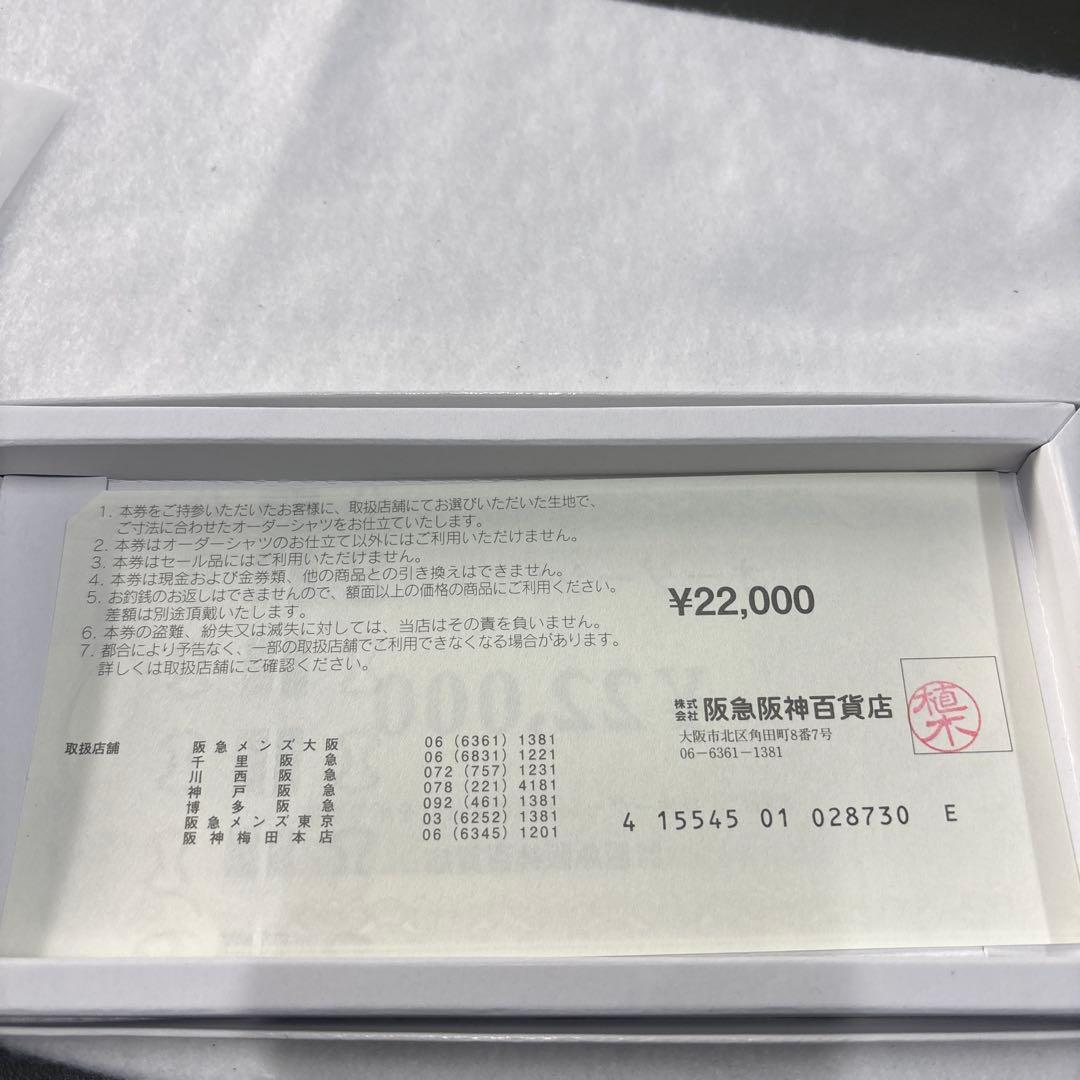 1. 本券をご持参いただいたお客様に、取扱店舗にてお選びいただいた生地で、
ご寸法に合わせたオーダーシャツをお仕立ていたします。
2. 本券はオーダーシャツのお仕立て以外にはご利用いただけません。
3. 本券はセール品にはご利用いただけません。
4. 本券は現金および金券類、他の商品との引き換えはできません。
5. お釣銭のお返しはできませんので、額面以上の価格の商品にご利用ください。
差額は別途頂戴いたします。
6. 本券の盗難、紛失又は滅失に対しては、当店はその責を負いません。
7. 都合により予告なく、一部の取扱店舗でご利用できなくなる場合があります。
詳しくは取扱店舗にご確認ください。
¥22,000
株式会社 阪急阪神百貨店
大阪市北区角田町8番7号
06-6361-1381
植木
取扱店舗 阪急メンズ大阪 06 (6361) 1381
千里阪急 06 (6831) 1221
川西阪急 072 (757) 1231
神戸阪急 078 (221) 4181
博多阪急 092 (461) 1381
阪急メンズ東京 03 (6252) 1381
阪神梅田本店 06 (6345) 1201
4 15545 01 028730 E